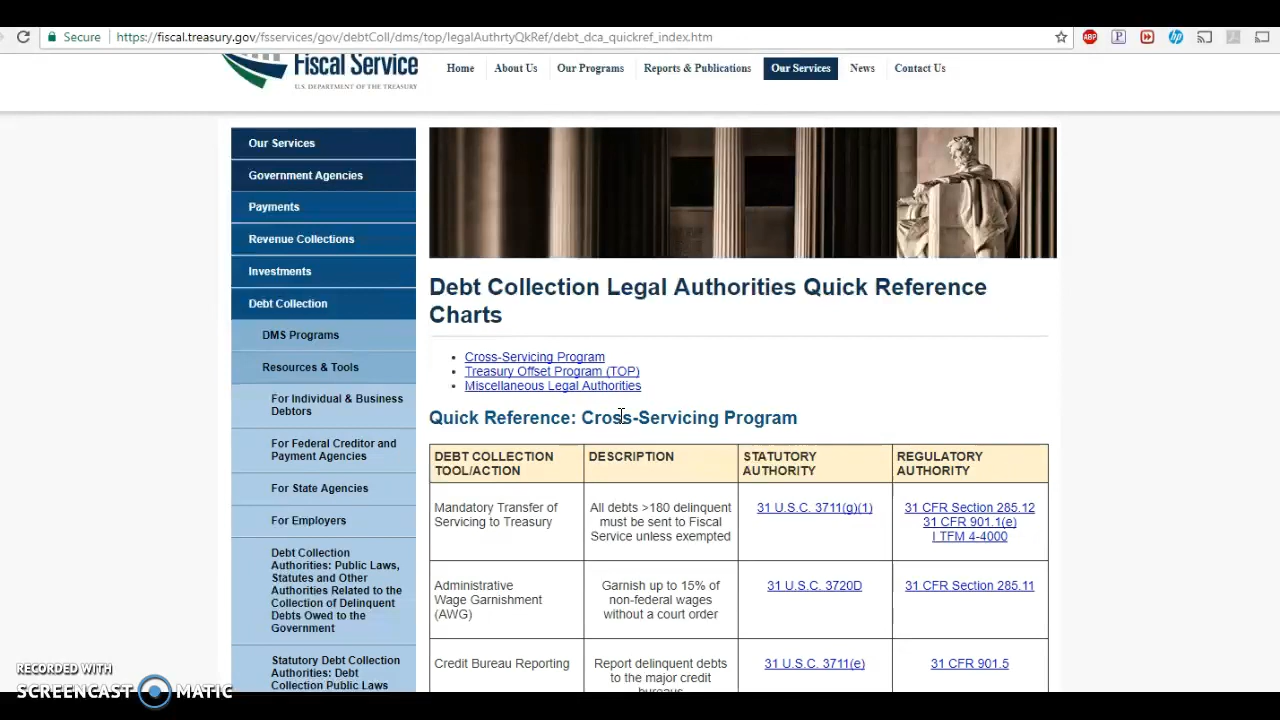 Secure
https://fiscal.treasury.gov/fsservices/gov/debtColl/dms/top/legalAuthrtyQkRef/debt_dca_quickref_index.htm
ABP
P
hp
Fiscal Service
U.S. DEPARTMENT OF THE TREASURY
Home
About Us
Our Programs
Reports & Publications
Our Services
News
Contact Us
Our Services
Government Agencies
Payments
Revenue Collections
Investments
Debt Collection
DMS Programs
Resources & Tools
For Individual & Business
Debtors
For Federal Creditor and
Payment Agencies
For State Agencies
For Employers
Debt Collection
Authorities: Public Laws,
Statutes and Other
Authorities Related to the
Collection of Delinquent
Debts Owed to the
Government
Statutory Debt Collection
Authorities: Debt
Collection Public Laws
Debt Collection Legal Authorities Quick Reference
Charts
• Cross-Servicing Program
• Treasury Offset Program (TOP)
• Miscellaneous Legal Authorities
Quick Reference: Cross-Servicing Program
DEBT COLLECTION
TOOL/ACTION
DESCRIPTION
STATUTORY
AUTHORITY
REGULATORY
AUTHORITY
Mandatory Transfer of
Servicing to Treasury
All debts >180 delinquent
must be sent to Fiscal
Service unless exempted
31 U.S.C. 3711(g)(1)
31 CFR Section 285.12
31 CFR 901.1(e)
I TFM 4-4000
Administrative
Wage Garnishment
(AWG)
Garnish up to 15% of
non-federal wages
without a court order
31 U.S.C. 3720D
31 CFR Section 285.11
Credit Bureau Reporting
Report delinquent debts
to the major credit
bureaus
31 U.S.C. 3711(e)
31 CFR 901.5
RECORDED WITH
SCREENCAST MATIC